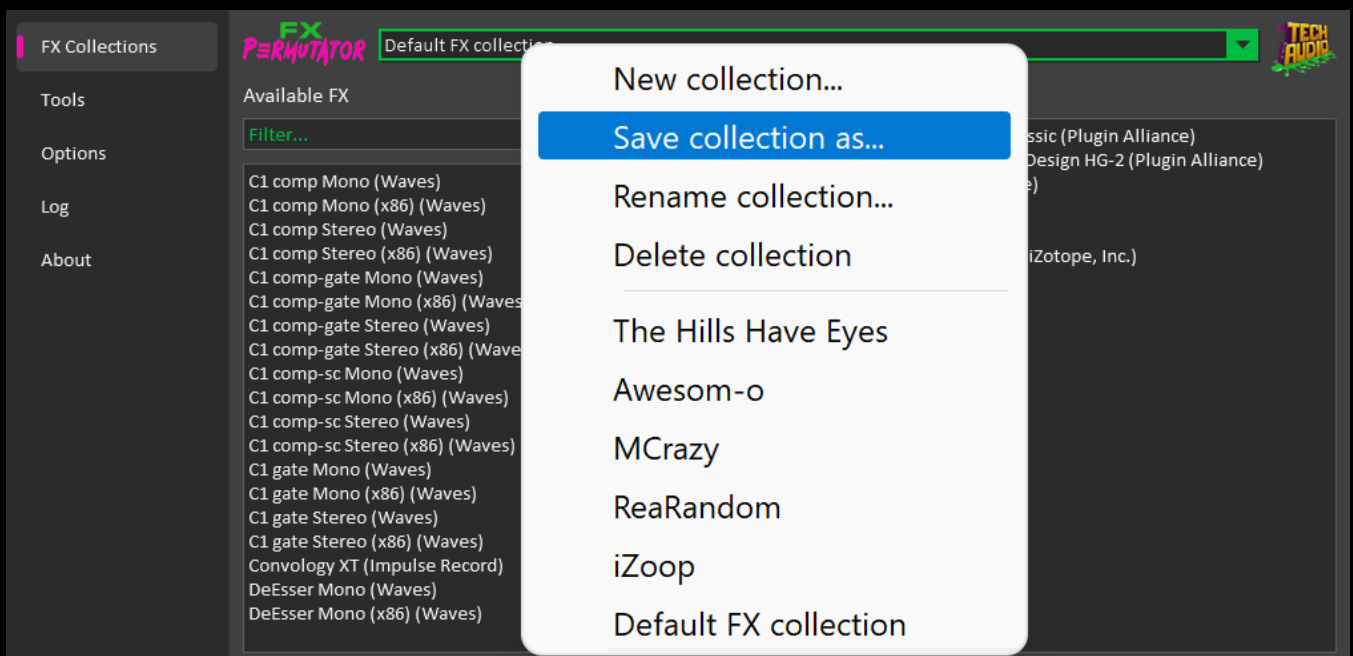 FX Collections
Tools
Options
Log
About
FX
PERMUTATOR
Default FX collection
TECH
AUDIO
Available FX
Filter...
C1 comp Mono (Waves)
C1 comp Mono (x86) (Waves)
C1 comp Stereo (Waves)
C1 comp Stereo (x86) (Waves)
C1 comp-gate Mono (Waves)
C1 comp-gate Mono (x86) (Waves
C1 comp-gate Stereo (Waves)
C1 comp-gate Stereo (x86) (Wave
C1 comp-sc Mono (Waves)
C1 comp-sc Mono (x86) (Waves)
C1 comp-sc Stereo (Waves)
C1 comp-sc Stereo (x86) (Waves)
C1 gate Mono (Waves)
C1 gate Mono (x86) (Waves)
C1 gate Stereo (Waves)
C1 gate Stereo (x86) (Waves)
Convology XT (Impulse Record)
DeEsser Mono (Waves)
DeEsser Mono (x86) (Waves)
New collection...
Save collection as...
Rename collection...
Delete collection
The Hills Have Eyes
Awesom-o
MCrazy
ReaRandom
iZoop
Default FX collection
ssic (Plugin Alliance)
Design HG-2 (Plugin Alliance)
e)
iZotope, Inc.)